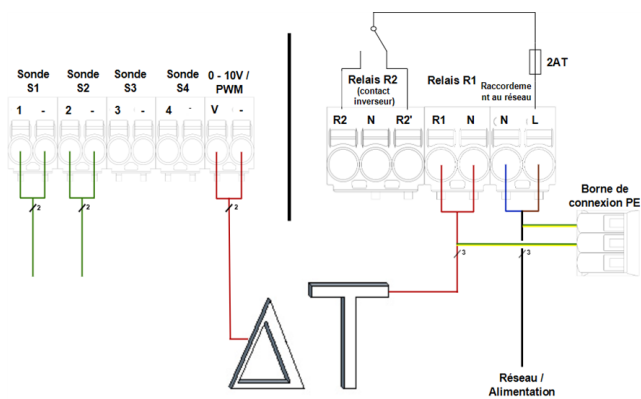 Sonde
S1
Sonde
S2
Sonde
S3
Sonde
S4
0 - 10V /
PWM
1 -
2 -
3 -
4 -
V -
2
2
2
Relais R2
(contact
inverseur)
Relais R1
Raccordeme
nt au réseau
2AT
R2 N R2'
R1 N
N L
Borne de
connexion PE
3
3
ΔT
Réseau /
Alimentation